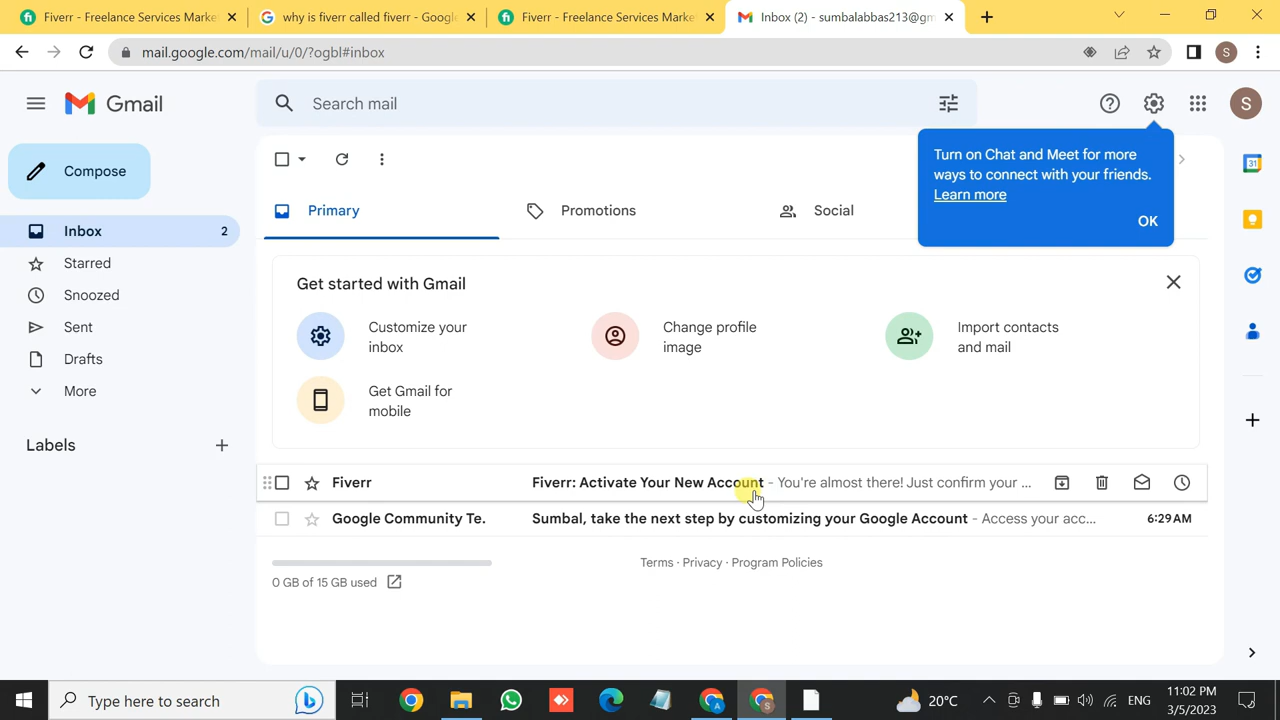 Fiverr - Freelance Services Marke
why is fiverr called fiverr - Google
Fiverr - Freelance Services Marke
Inbox (2) - sumbalabbas213@gm
mail.google.com/mail/u/0/?ogbl#inbox
S
Gmail
Search mail
S
Turn on Chat and Meet for more
ways to connect with your friends.
Learn more
OK
Compose
Inbox
2
Starred
Snoozed
Sent
Drafts
More
Labels
Primary
Promotions
Social
31
Get started with Gmail
Customize your
inbox
Change profile
image
Import contacts
and mail
Get Gmail for
mobile
Fiverr
Fiverr: Activate Your New Account - You're almost there! Just confirm your ...
Google Community Te.
Sumbal, take the next step by customizing your Google Account - Access your acc...
6:29 AM
Terms · Privacy · Program Policies
0 GB of 15 GB used
Type here to search
A
S
20°C
ENG
11:02 PM
3/5/2023